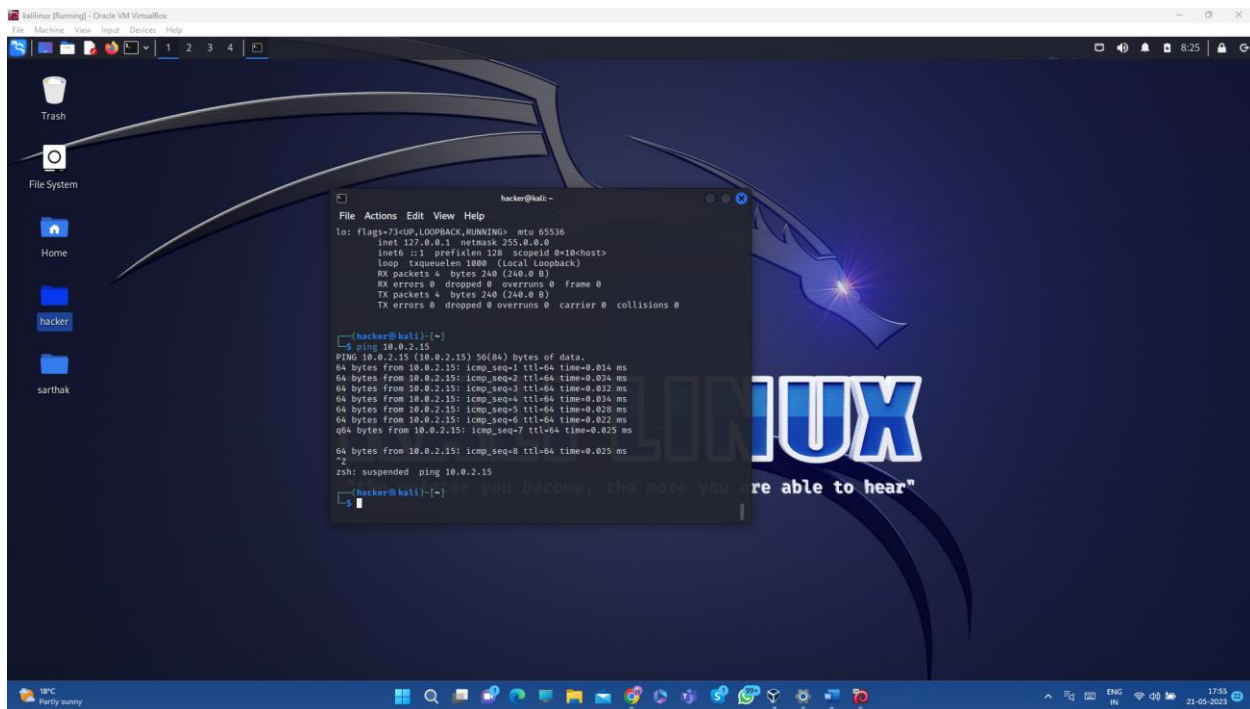 kalilinux [Running] - Oracle VM VirtualBox
File Machine View Input Devices Help
1 2 3 4
8:25
Trash
File System
Home
hacker
sarthak
hacker@kali: ~
File Actions Edit View Help
lo: flags=73<UP,LOOPBACK,RUNNING> mtu 65536
inet 127.0.0.1 netmask 255.0.0.0
inet6 ::1 prefixlen 128 scopeid 0×10<host>
loop txqueuelen 1000 (Local Loopback)
RX packets 4 bytes 240 (240.0 B)
RX errors 0 dropped 0 overruns 0 frame 0
TX packets 4 bytes 240 (240.0 B)
TX errors 0 dropped 0 overruns 0 carrier 0 collisions 0
┌──(hacker㉿kali)-[~]
└─$ ping 10.0.2.15
PING 10.0.2.15 (10.0.2.15) 56(84) bytes of data.
64 bytes from 10.0.2.15: icmp_seq=1 ttl=64 time=0.014 ms
64 bytes from 10.0.2.15: icmp_seq=2 ttl=64 time=0.034 ms
64 bytes from 10.0.2.15: icmp_seq=3 ttl=64 time=0.032 ms
64 bytes from 10.0.2.15: icmp_seq=4 ttl=64 time=0.034 ms
64 bytes from 10.0.2.15: icmp_seq=5 ttl=64 time=0.028 ms
64 bytes from 10.0.2.15: icmp_seq=6 ttl=64 time=0.022 ms
q64 bytes from 10.0.2.15: icmp_seq=7 ttl=64 time=0.025 ms
64 bytes from 10.0.2.15: icmp_seq=8 ttl=64 time=0.025 ms
^Z
zsh: suspended ping 10.0.2.15
┌──(hacker㉿kali)-[~]
└─$
LINUX
you become, the more you are able to hear"
18°C
Partly sunny
99+
ENG
IN
17:55
21-05-2023